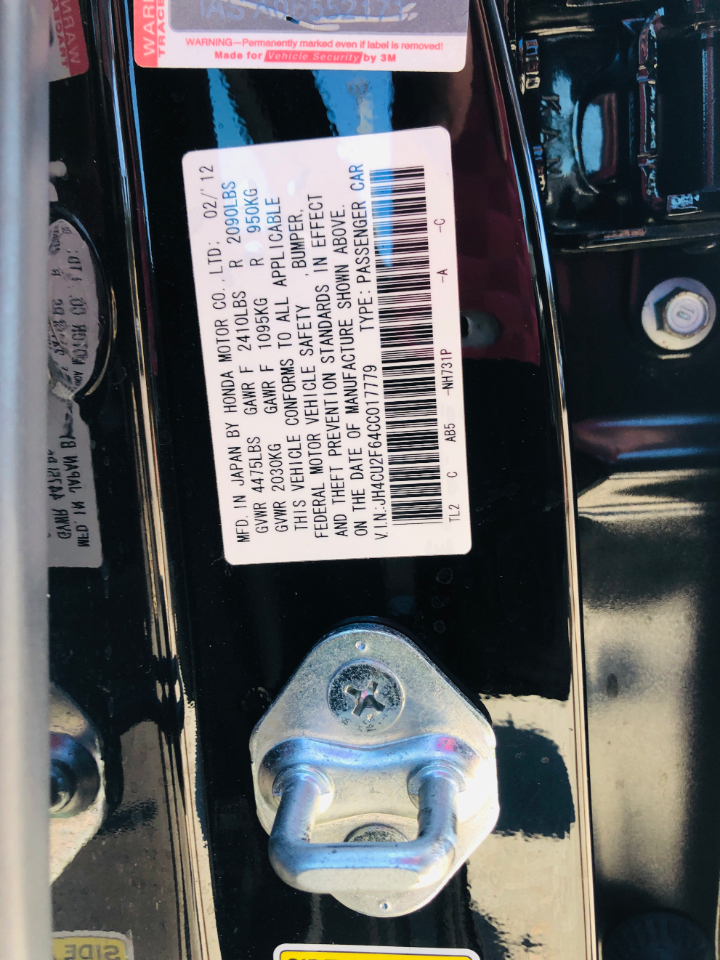 WARNING—Permanently marked even if label is removed!
Made for Vehicle Security by 3M
MFD. IN JAPAN BY HONDA MOTOR CO., LTD. 02/'12
GVWR 4475LBS GAWR F 2410LBS R 2090LBS
GVWR 2030KG GAWR F 1095KG R 950KG
THIS VEHICLE CONFORMS TO ALL APPLICABLE
FEDERAL MOTOR VEHICLE SAFETY , BUMPER,
AND THEFT PREVENTION STANDARDS IN EFFECT
ON THE DATE OF MANUFACTURE SHOWN ABOVE.
V.I.N.:JH4CU2F64CC017779 TYPE: PASSENGER CAR
TL2 C AB5 -NH731P -A -C
10
SIDE